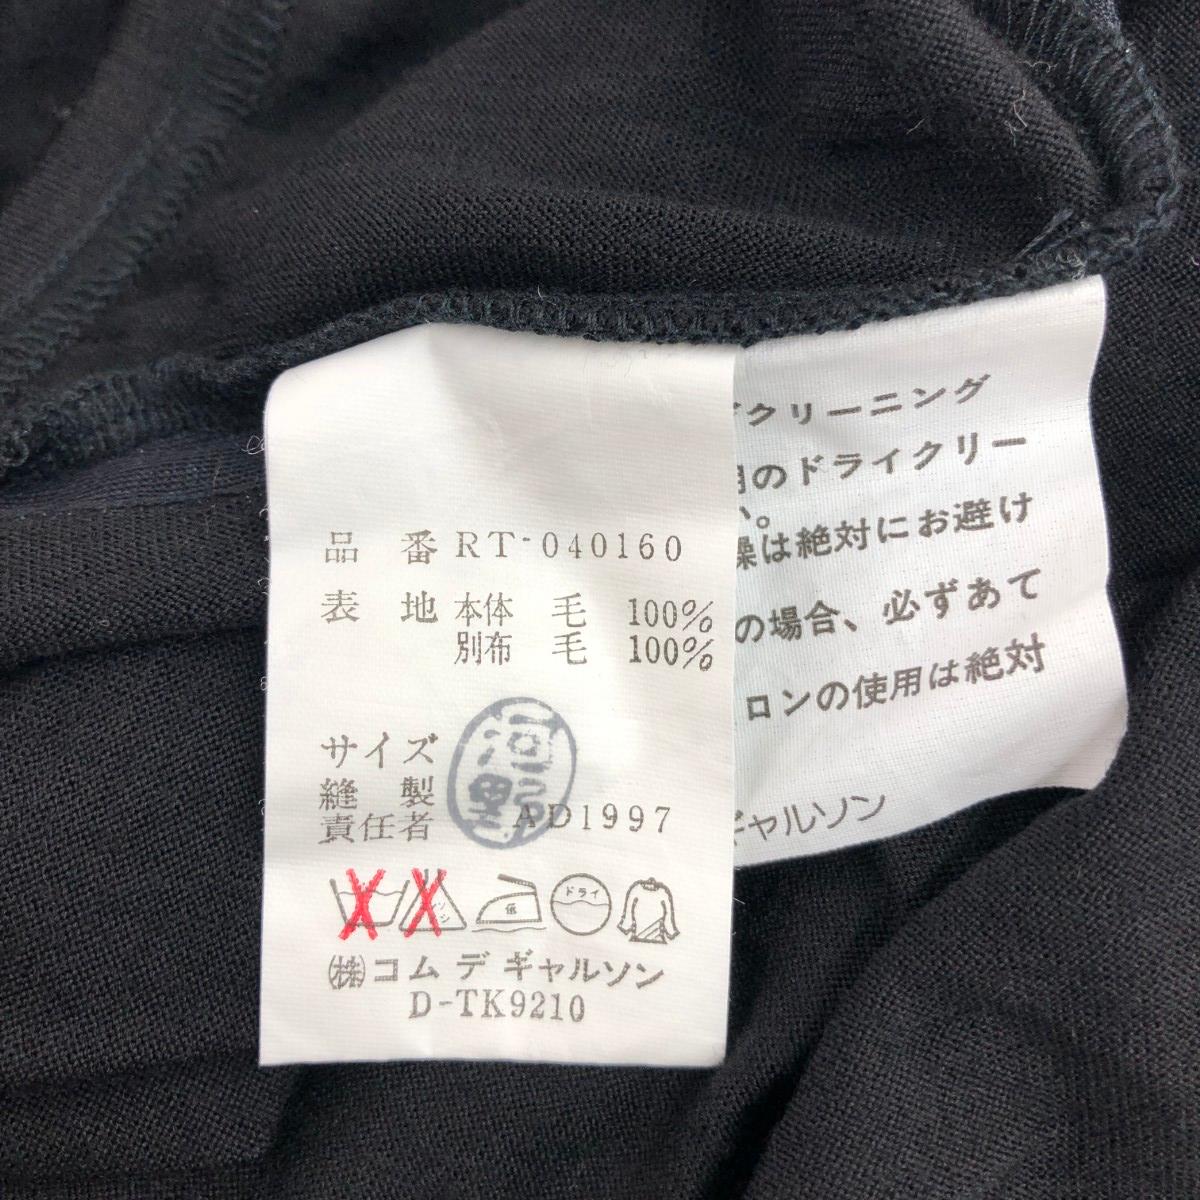 品 番 RT-040160
表 地 本体 毛 100%
別布 毛 100%
サイズ
縫 製
責任者 AD1997
河野
低
ドライ
㈱コム デ ギャルソン
D-TK9210
クリーニング
用のドライクリー
い。
燥は絶対にお避け
の場合、必ずあて
ロンの使用は絶対
ギャルソン